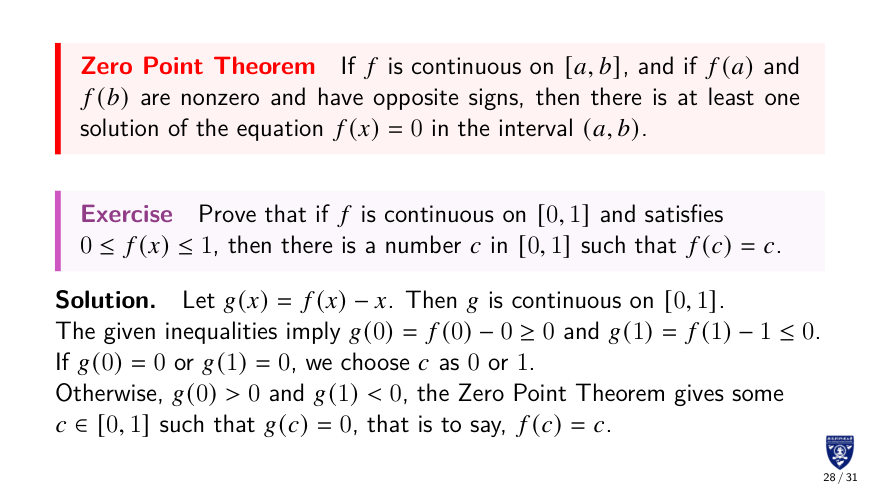 Zero Point Theorem If f is continuous on [a, b], and if f(a) and
f(b) are nonzero and have opposite signs, then there is at least one
solution of the equation f(x) = 0 in the interval (a, b).
Exercise Prove that if f is continuous on [0, 1] and satisfies
0 ≤ f(x) ≤ 1, then there is a number c in [0, 1] such that f(c) = c.
Solution. Let g(x) = f(x) − x. Then g is continuous on [0, 1].
The given inequalities imply g(0) = f(0) − 0 ≥ 0 and g(1) = f(1) − 1 ≤ 0.
If g(0) = 0 or g(1) = 0, we choose c as 0 or 1.
Otherwise, g(0) > 0 and g(1) < 0, the Zero Point Theorem gives some
c ∈ [0, 1] such that g(c) = 0, that is to say, f(c) = c.
28 / 31